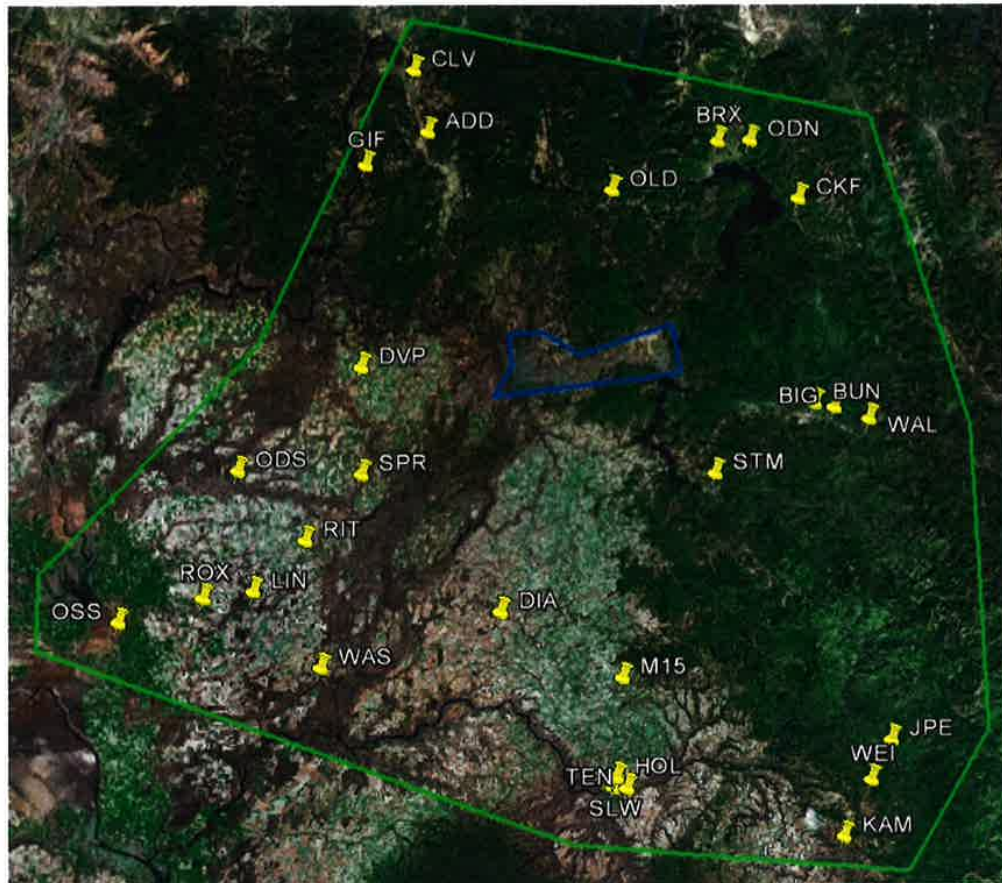 CLV
ADD
GIF
BRX
ODN
OLD
CKF
DVP
BIG
BUN
WAL
ODS
SPR
STM
RIT
ROX
LIN
OSS
DIA
WAS
M15
JPE
WEI
TEN
HOL
SLW
KAM